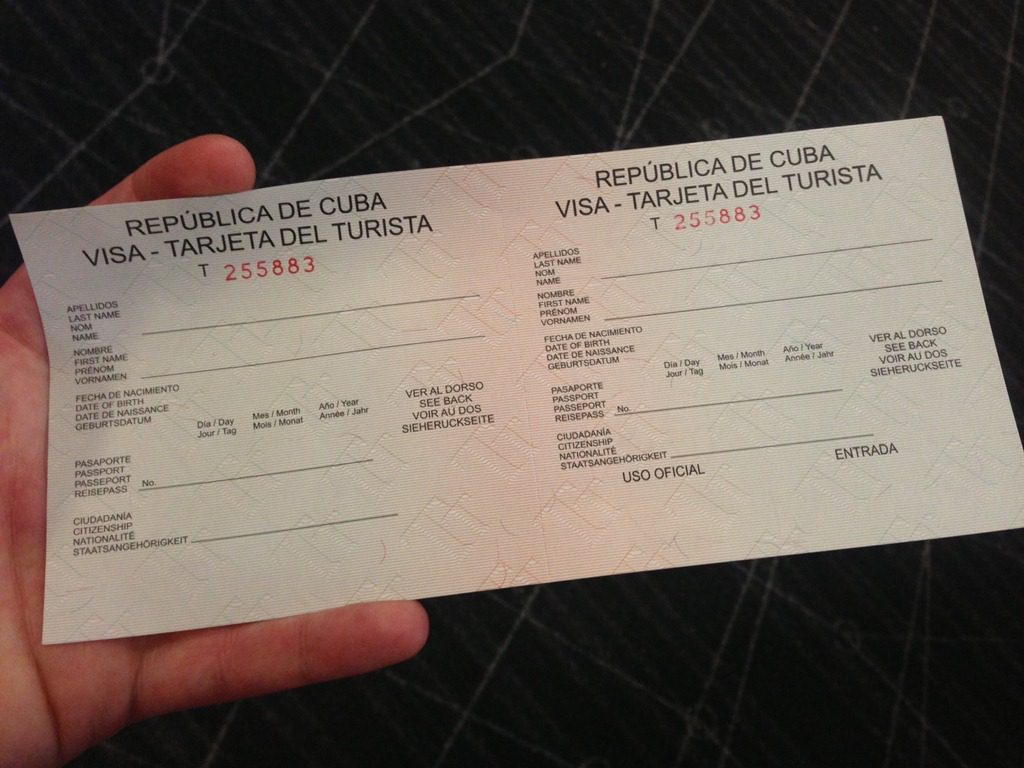 REPÚBLICA DE CUBA
VISA - TARJETA DEL TURISTA
T 255883
APELLIDOS
LAST NAME
NOM
NAME
NOMBRE
FIRST NAME
PRÉNOM
VORNAMEN
FECHA DE NACIMIENTO
DATE OF BIRTH
DATE DE NAISSANCE
GEBURTSDATUM
Día / Day
Jour / Tag
Mes / Month
Mois / Monat
Año / Year
Année / Jahr
VER AL DORSO
SEE BACK
VOIR AU DOS
SIEHERUCKSEITE
PASAPORTE
PASSPORT
PASSEPORT
REISEPASS
No.
CIUDADANÍA
CITIZENSHIP
NATIONALITÉ
STAATSANGEHÖRIGKEIT
REPÚBLICA DE CUBA
VISA - TARJETA DEL TURISTA
T 255883
APELLIDOS
LAST NAME
NOM
NAME
NOMBRE
FIRST NAME
PRÉNOM
VORNAMEN
FECHA DE NACIMIENTO
DATE OF BIRTH
DATE DE NAISSANCE
GEBURTSDATUM
Día / Day
Jour / Tag
Mes / Month
Mois / Monat
Año / Year
Année / Jahr
VER AL DORSO
SEE BACK
VOIR AU DOS
SIEHERUCKSEITE
PASAPORTE
PASSPORT
PASSEPORT
REISEPASS
No.
CIUDADANÍA
CITIZENSHIP
NATIONALITÉ
STAATSANGEHÖRIGKEIT
USO OFICIAL
ENTRADA